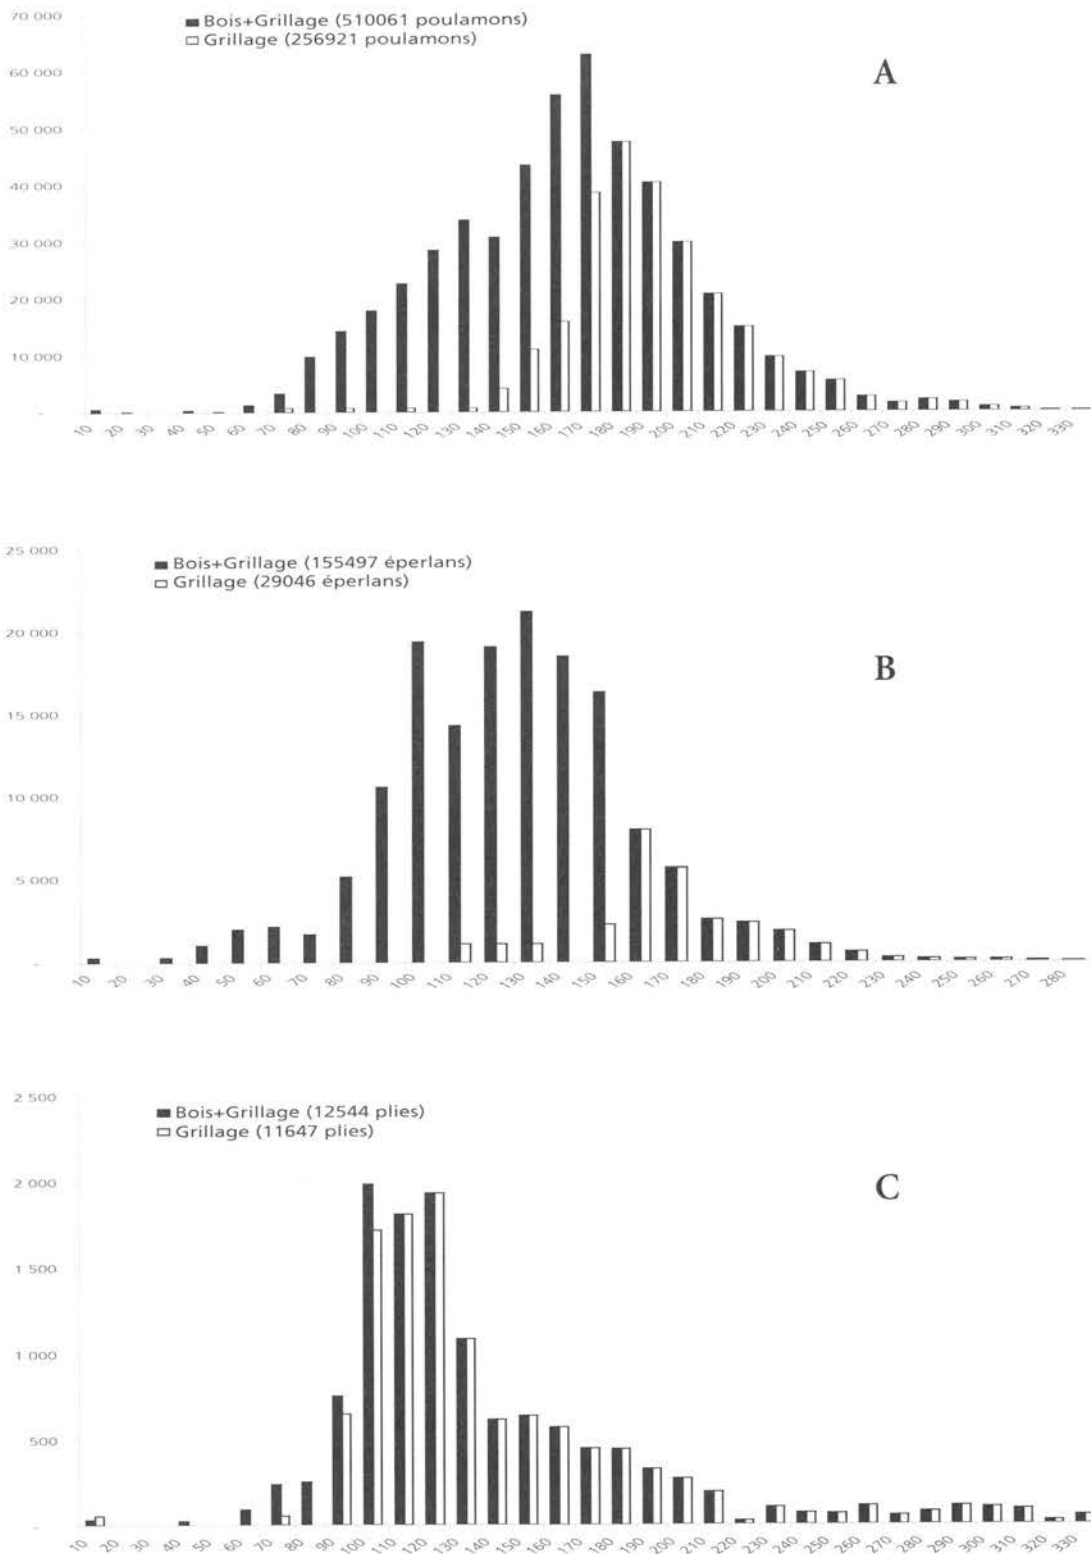 70 000
■ Bois+Grillage (510061 poulamons)
□ Grillage (256921 poulamons)
A
60 000
50 000
40 000
30 000
20 000
10 000
-
10 20 30 40 50 60 70 80 90 100 110 120 130 140 150 160 170 180 190 200 210 220 230 240 250 260 270 280 290 300 310 320 330
25 000
■ Bois+Grillage (155497 éperlans)
□ Grillage (29046 éperlans)
20 000
B
15 000
10 000
5 000
-
10 20 30 40 50 60 70 80 90 100 110 120 130 140 150 160 170 180 190 200 210 220 230 240 250 260 270 280
2 500
■ Bois+Grillage (12544 plies)
□ Grillage (11647 plies)
2 000
C
1 500
1 000
500
-
10 20 30 40 50 60 70 80 90 100 110 120 130 140 150 160 170 180 190 200 210 220 230 240 250 260 270 280 290 300 310 320 330